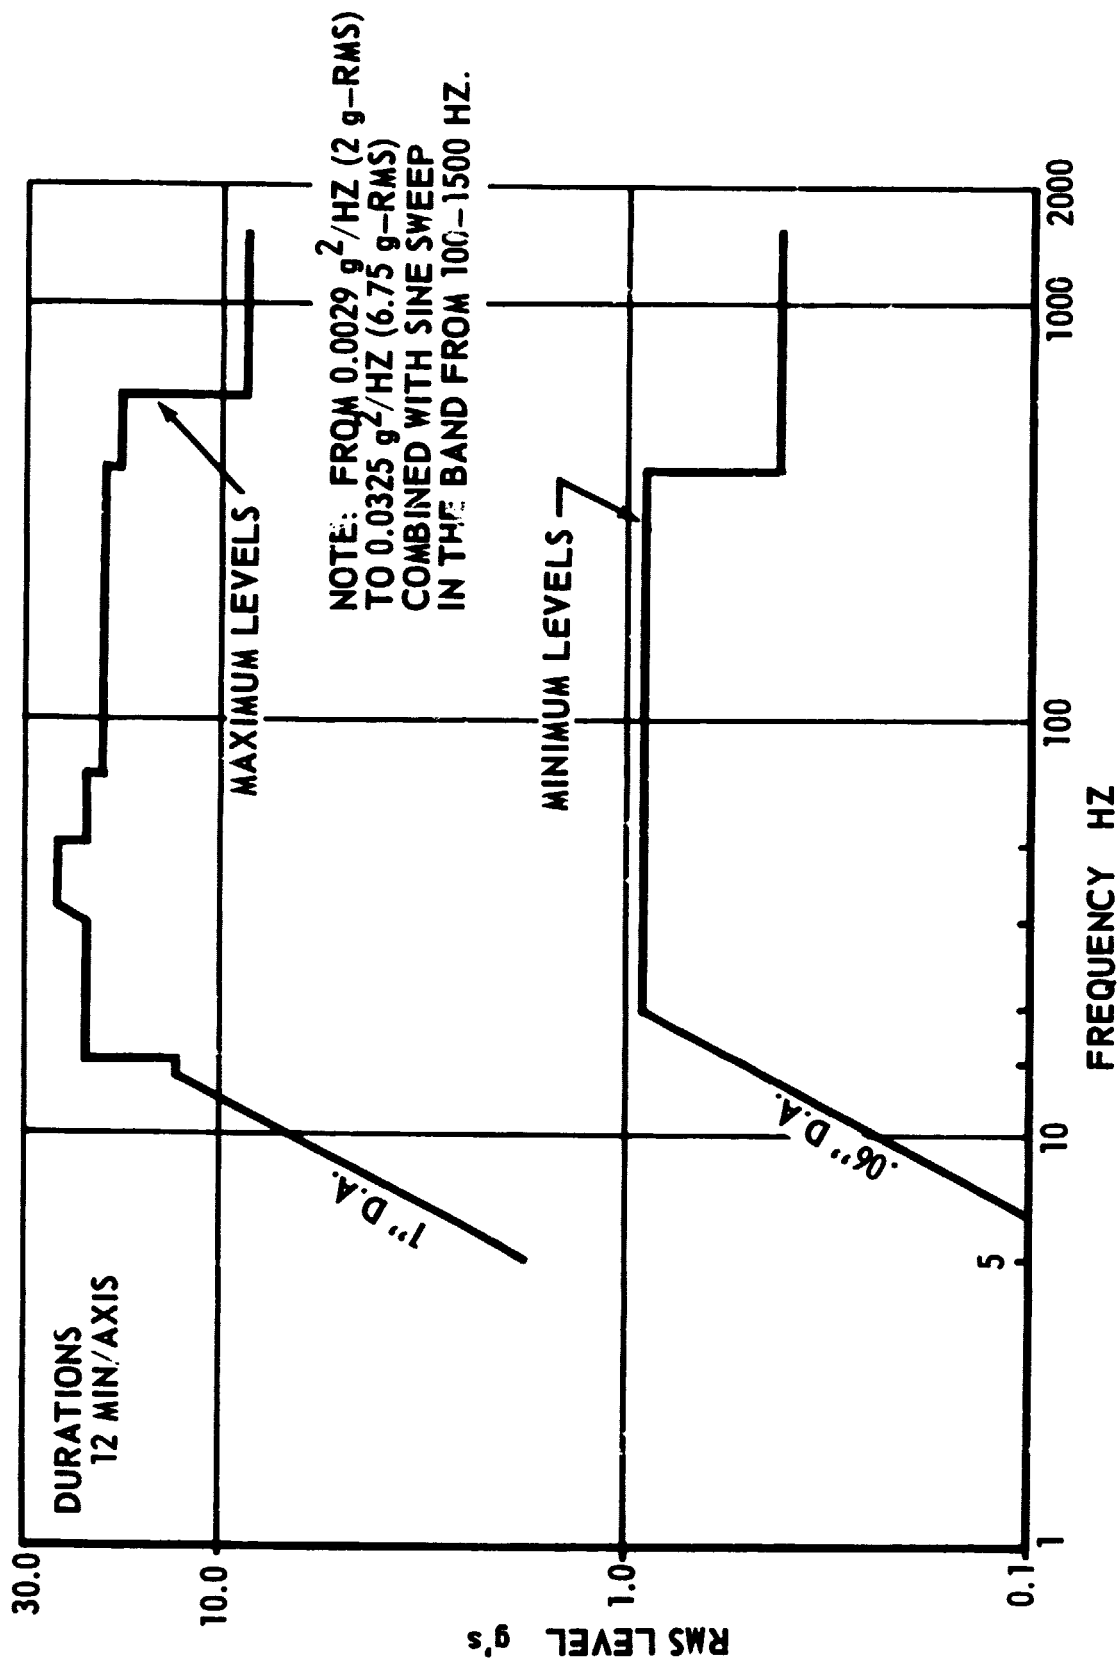 DURATIONS
12 MIN/AXIS
NOTE: FROM 0.0029 g²/HZ (2 g–RMS)
TO 0.0325 g²/HZ (6.75 g–RMS)
COMBINED WITH SINE SWEEP
IN THE BAND FROM 100–1500 HZ.
MAXIMUM LEVELS
MINIMUM LEVELS
1" D.A.
.06" D.A.
RMS LEVEL g's
30.0
10.0
1.0
0.1
1
5
10
100
1000
2000
FREQUENCY HZ